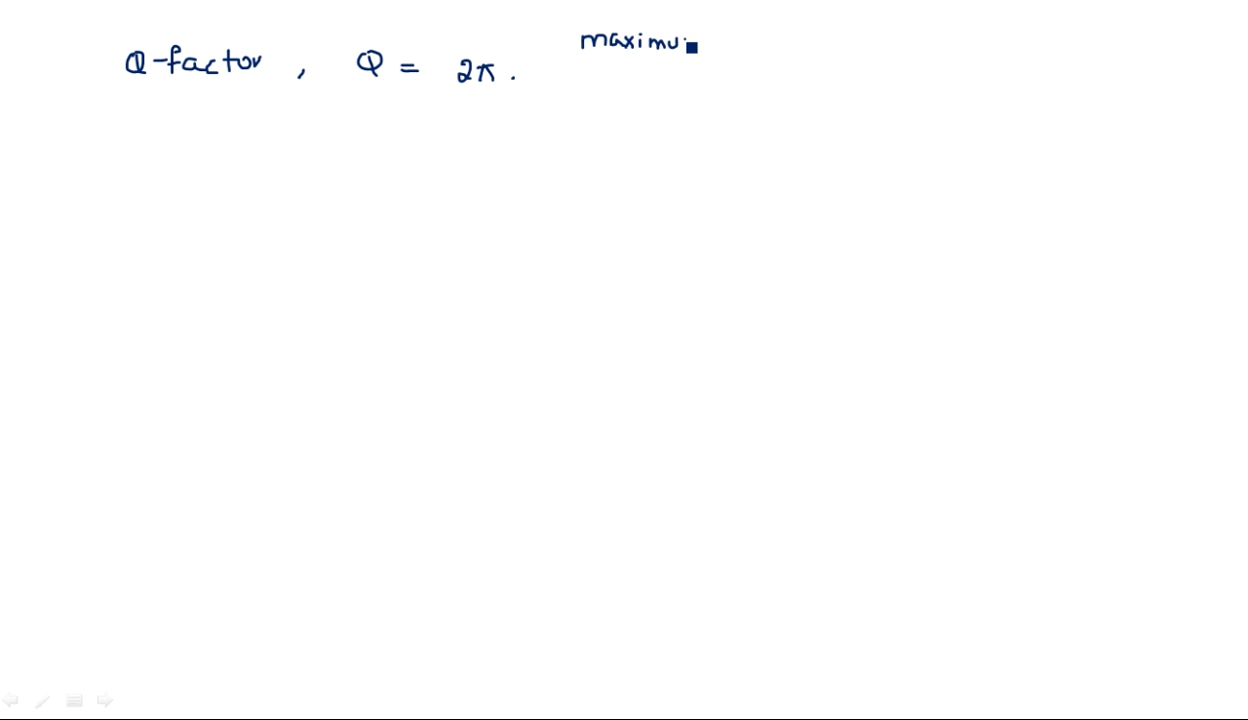 maximu
Q-factor , Q = 2π .